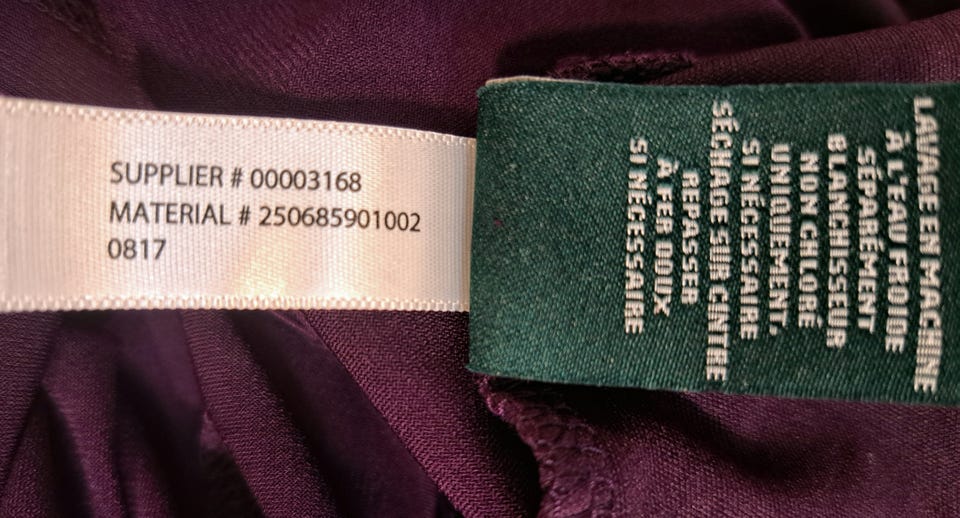 SUPPLIER # 00003168
MATERIAL # 250685901002
0817
LAVAGE EN MACHINE
À L'EAU FROIDE
SÉPARÉMENT
BLANCHISSEUR
NON CHLORÉ
UNIQUEMENT.
SI NÉCESSAIRE
SÉCHAGE SUR CINTRE
REPASSER
À FER DOUX
SI NÉCESSAIRE